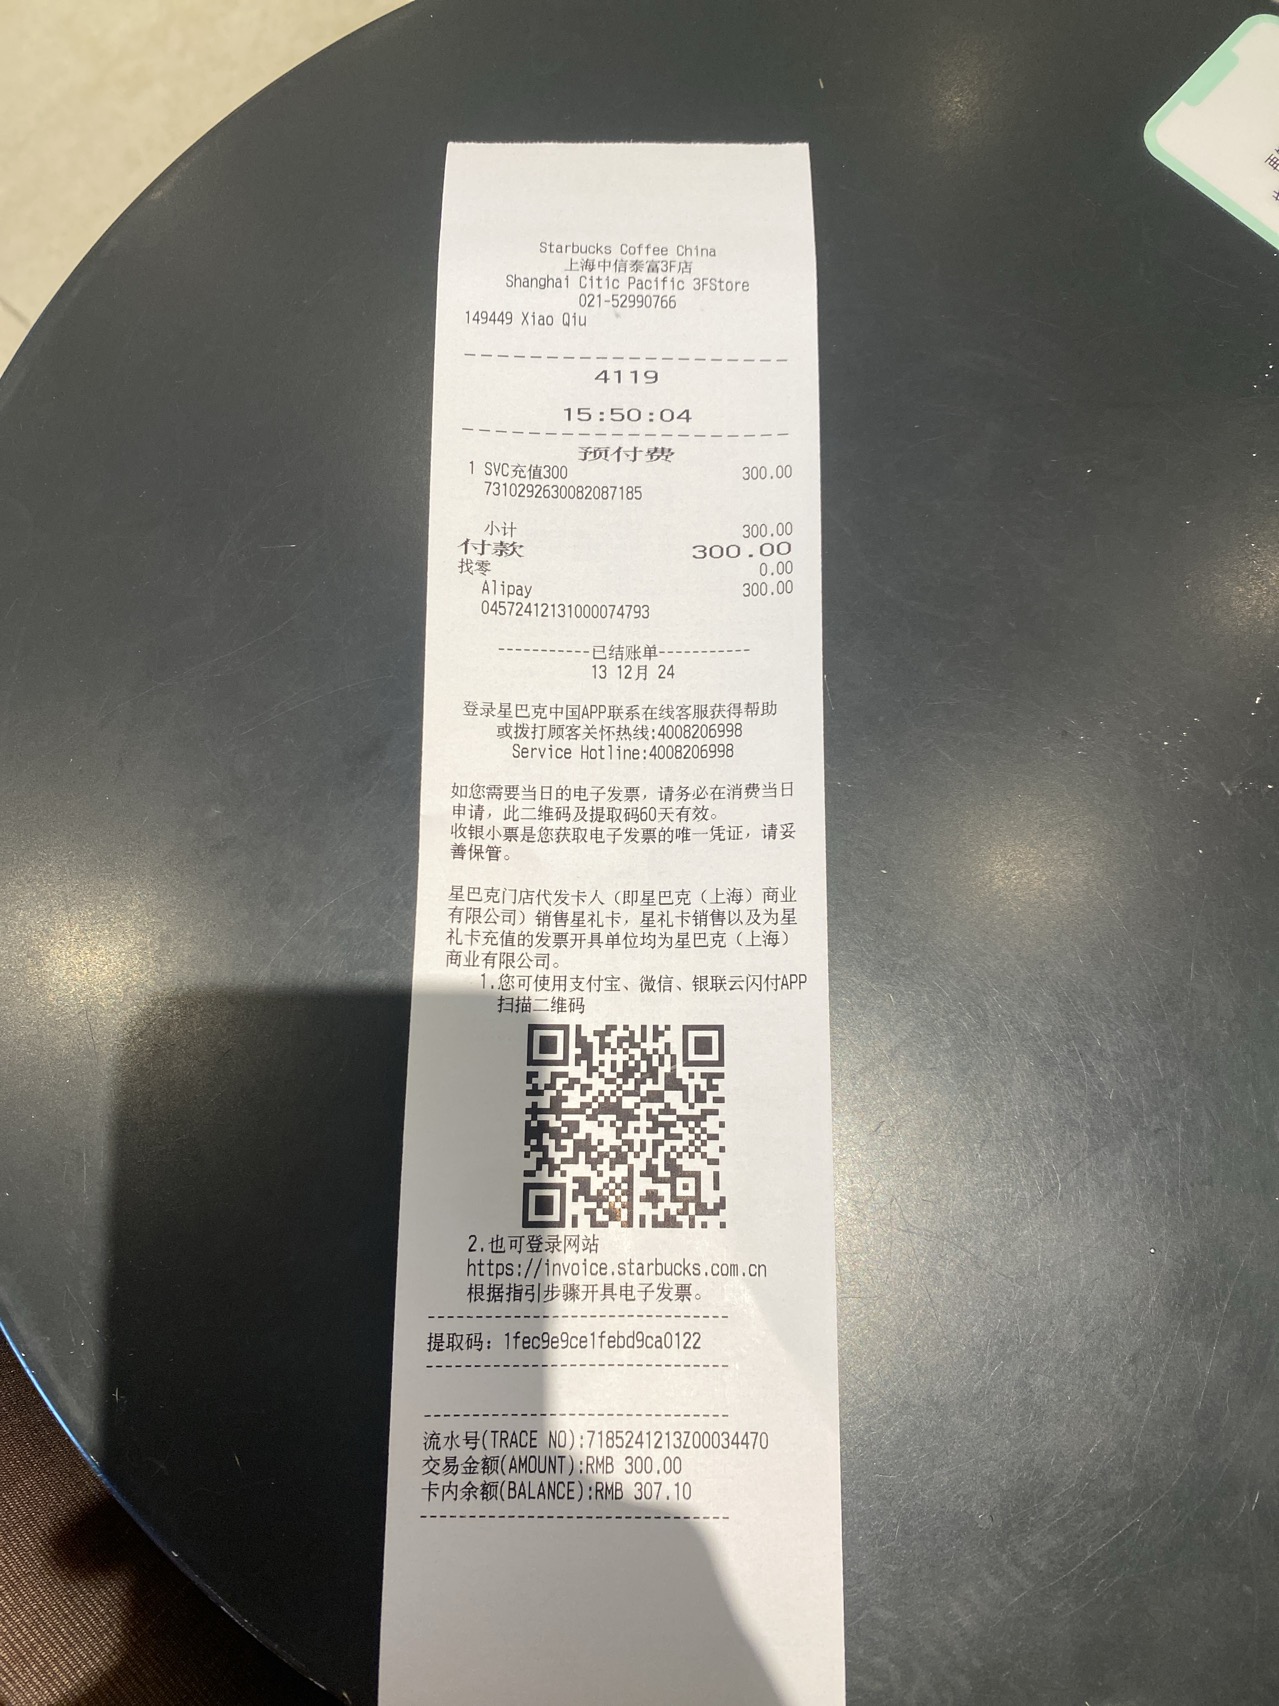 Starbucks Coffee China
上海中信泰富3F店
Shanghai Citic Pacific 3FStore
021-52990766
149449 Xiao Qiu
4119
15:50:04
预付费
1 SVC充值300 300.00
7310292630082087185
小计 300.00
付款 300.00
找零 0.00
Alipay 300.00
04572412131000074793
-----------已结账单-----------
13 12月 24
登录星巴克中国APP联系在线客服获得帮助
或拨打顾客关怀热线:4008206998
Service Hotline:4008206998
如您需要当日的电子发票，请务必在消费当日
申请，此二维码及提取码60天有效。
收银小票是您获取电子发票的唯一凭证，请妥
善保管。
星巴克门店代发卡人（即星巴克（上海）商业
有限公司）销售星礼卡，星礼卡销售以及为星
礼卡充值的发票开具单位均为星巴克（上海）
商业有限公司。
1.您可使用支付宝、微信、银联云闪付APP
扫描二维码
2.也可登录网站
https://invoice.starbucks.com.cn
根据指引步骤开具电子发票。
提取码：1fec9e9ce1febd9ca0122
流水号(TRACE NO):7185241213Z00034470
交易金额(AMOUNT):RMB 300.00
卡内余额(BALANCE):RMB 307.10